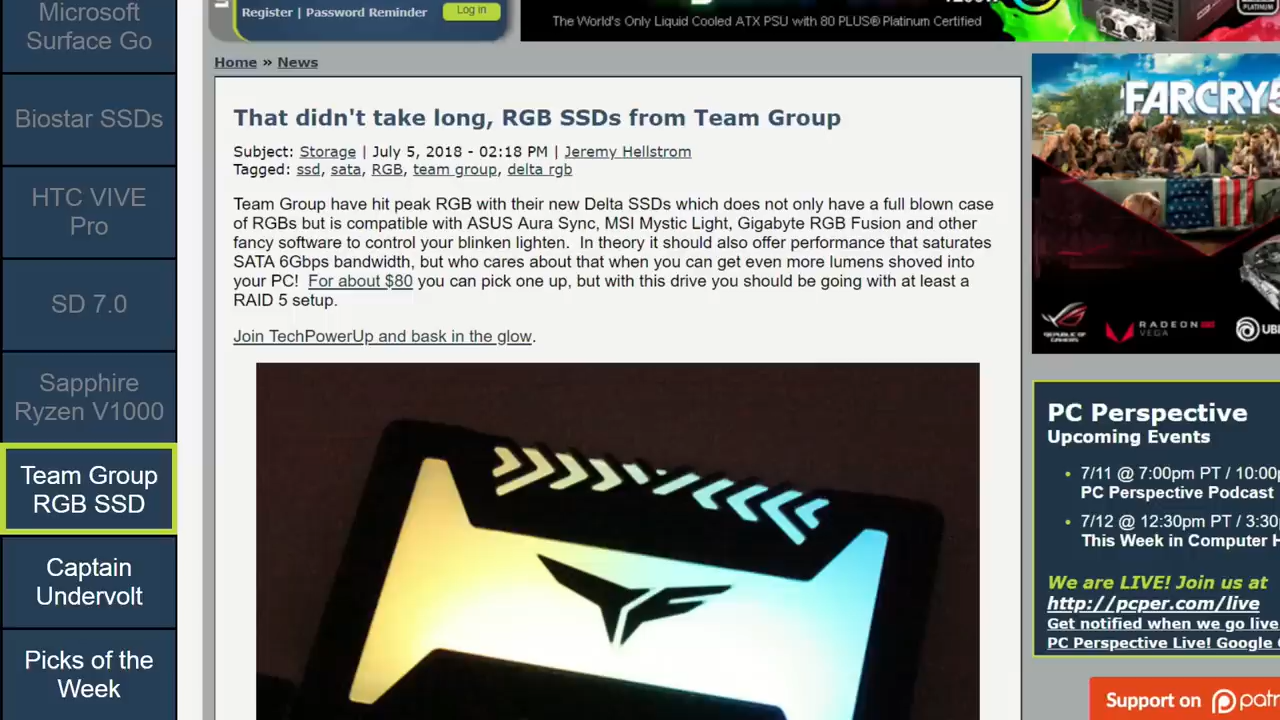 Microsoft
Surface Go
Biostar SSDs
HTC VIVE
Pro
SD 7.0
Sapphire
Ryzen V1000
Team Group
RGB SSD
Captain
Undervolt
Picks of the
Week
Register | Password Reminder
Log in
The World's Only Liquid Cooled ATX PSU with 80 PLUS® Platinum Certified
Home » News
That didn't take long, RGB SSDs from Team Group
Subject: Storage | July 5, 2018 - 02:18 PM | Jeremy Hellstrom
Tagged: ssd, sata, RGB, team group, delta rgb
Team Group have hit peak RGB with their new Delta SSDs which does not only have a full blown case
of RGBs but is compatible with ASUS Aura Sync, MSI Mystic Light, Gigabyte RGB Fusion and other
fancy software to control your blinken lighten. In theory it should also offer performance that saturates
SATA 6Gbps bandwidth, but who cares about that when you can get even more lumens shoved into
your PC! For about $80 you can pick one up, but with this drive you should be going with at least a
RAID 5 setup.
Join TechPowerUp and bask in the glow.
FARCRY5
REPUBLIC OF
GAMERS
RADEON
VEGA
UBI
PC Perspective
Upcoming Events
• 7/11 @ 7:00pm PT / 10:00p
PC Perspective Podcast
• 7/12 @ 12:30pm PT / 3:30
This Week in Computer H
We are LIVE! Join us at
http://pcper.com/live
Get notified when we go live
PC Perspective Live! Google
Support on patr